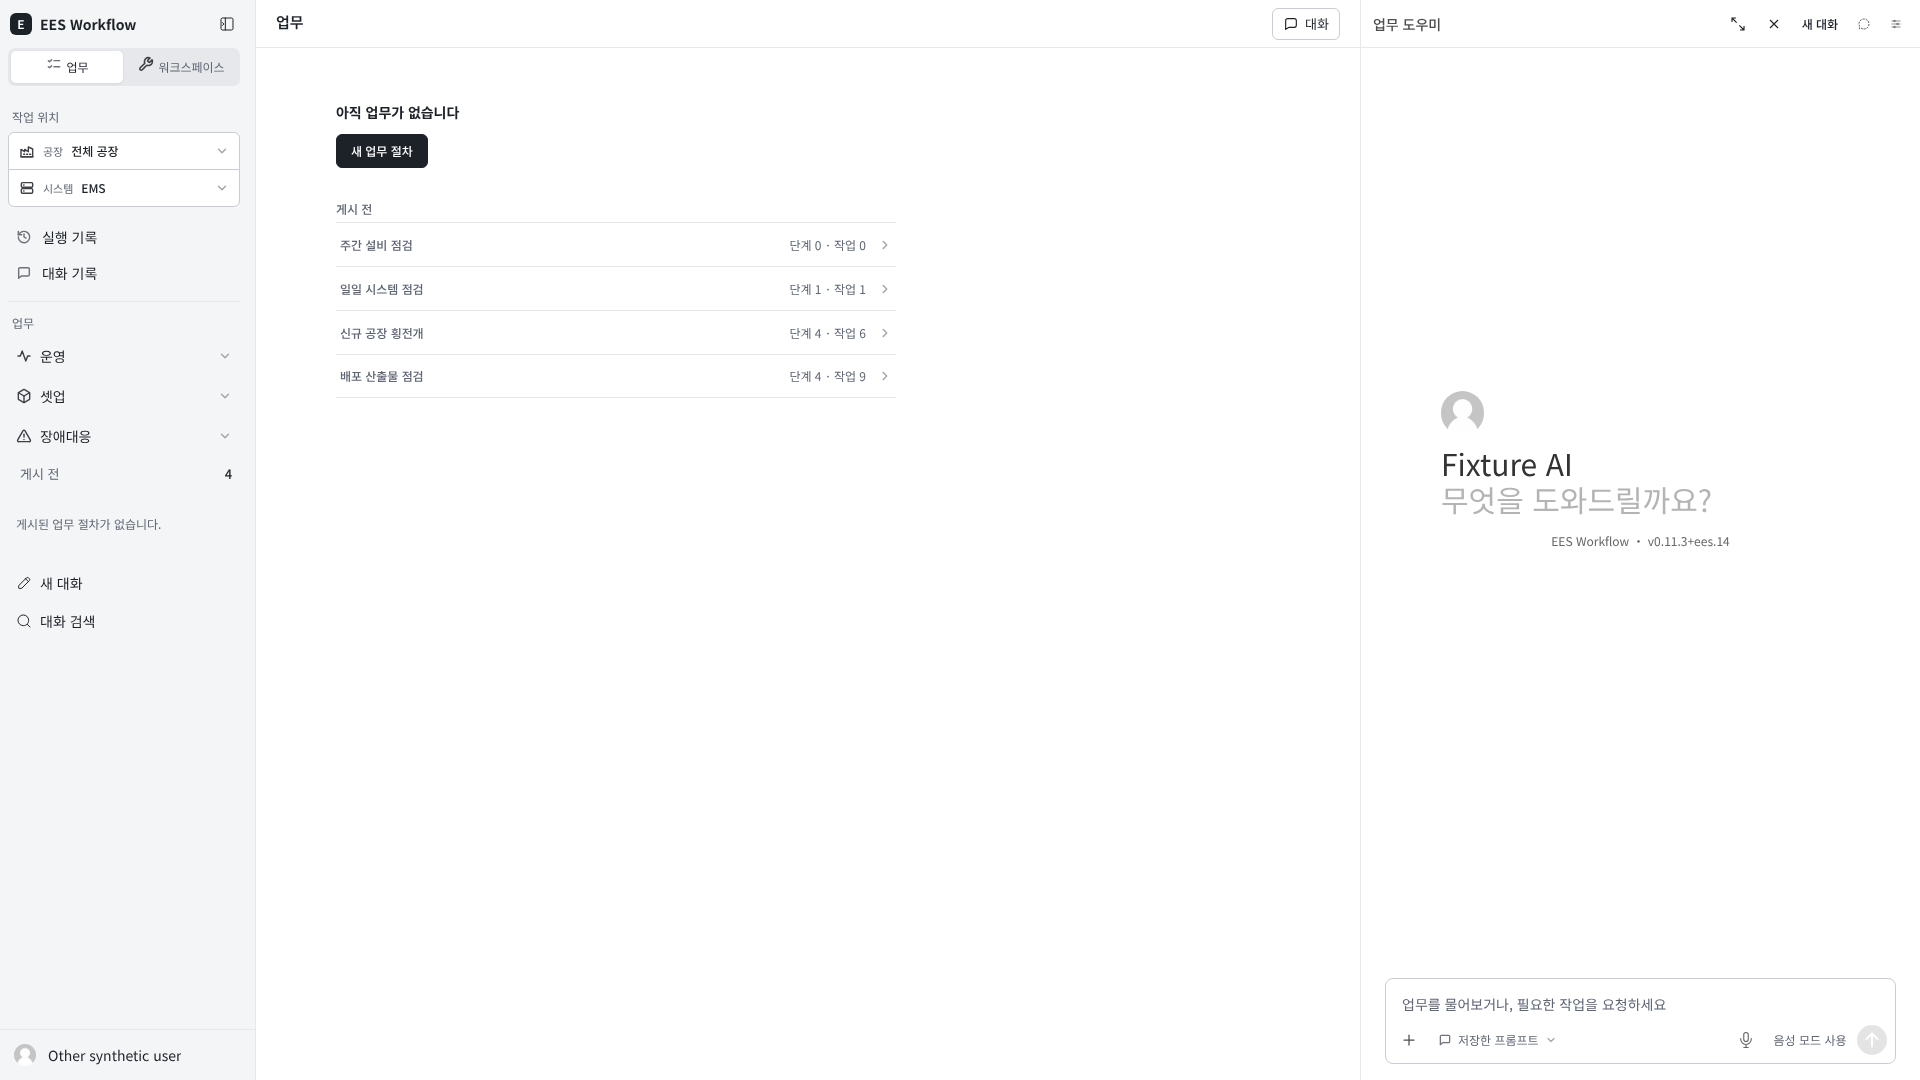 E EES Workflow
업무
워크스페이스
작업 위치
공장 전체 공장
시스템 EMS
실행 기록
대화 기록
업무
운영
셋업
장애대응
게시 전 4
게시된 업무 절차가 없습니다.
새 대화
대화 검색
Other synthetic user
업무
대화
아직 업무가 없습니다
새 업무 절차
게시 전
주간 설비 점검 단계 0 · 작업 0
일일 시스템 점검 단계 1 · 작업 1
신규 공장 횡전개 단계 4 · 작업 6
배포 산출물 점검 단계 4 · 작업 9
업무 도우미
새 대화
Fixture AI
무엇을 도와드릴까요?
EES Workflow · v0.11.3+ees.14
업무를 물어보거나, 필요한 작업을 요청하세요
저장한 프롬프트
음성 모드 사용